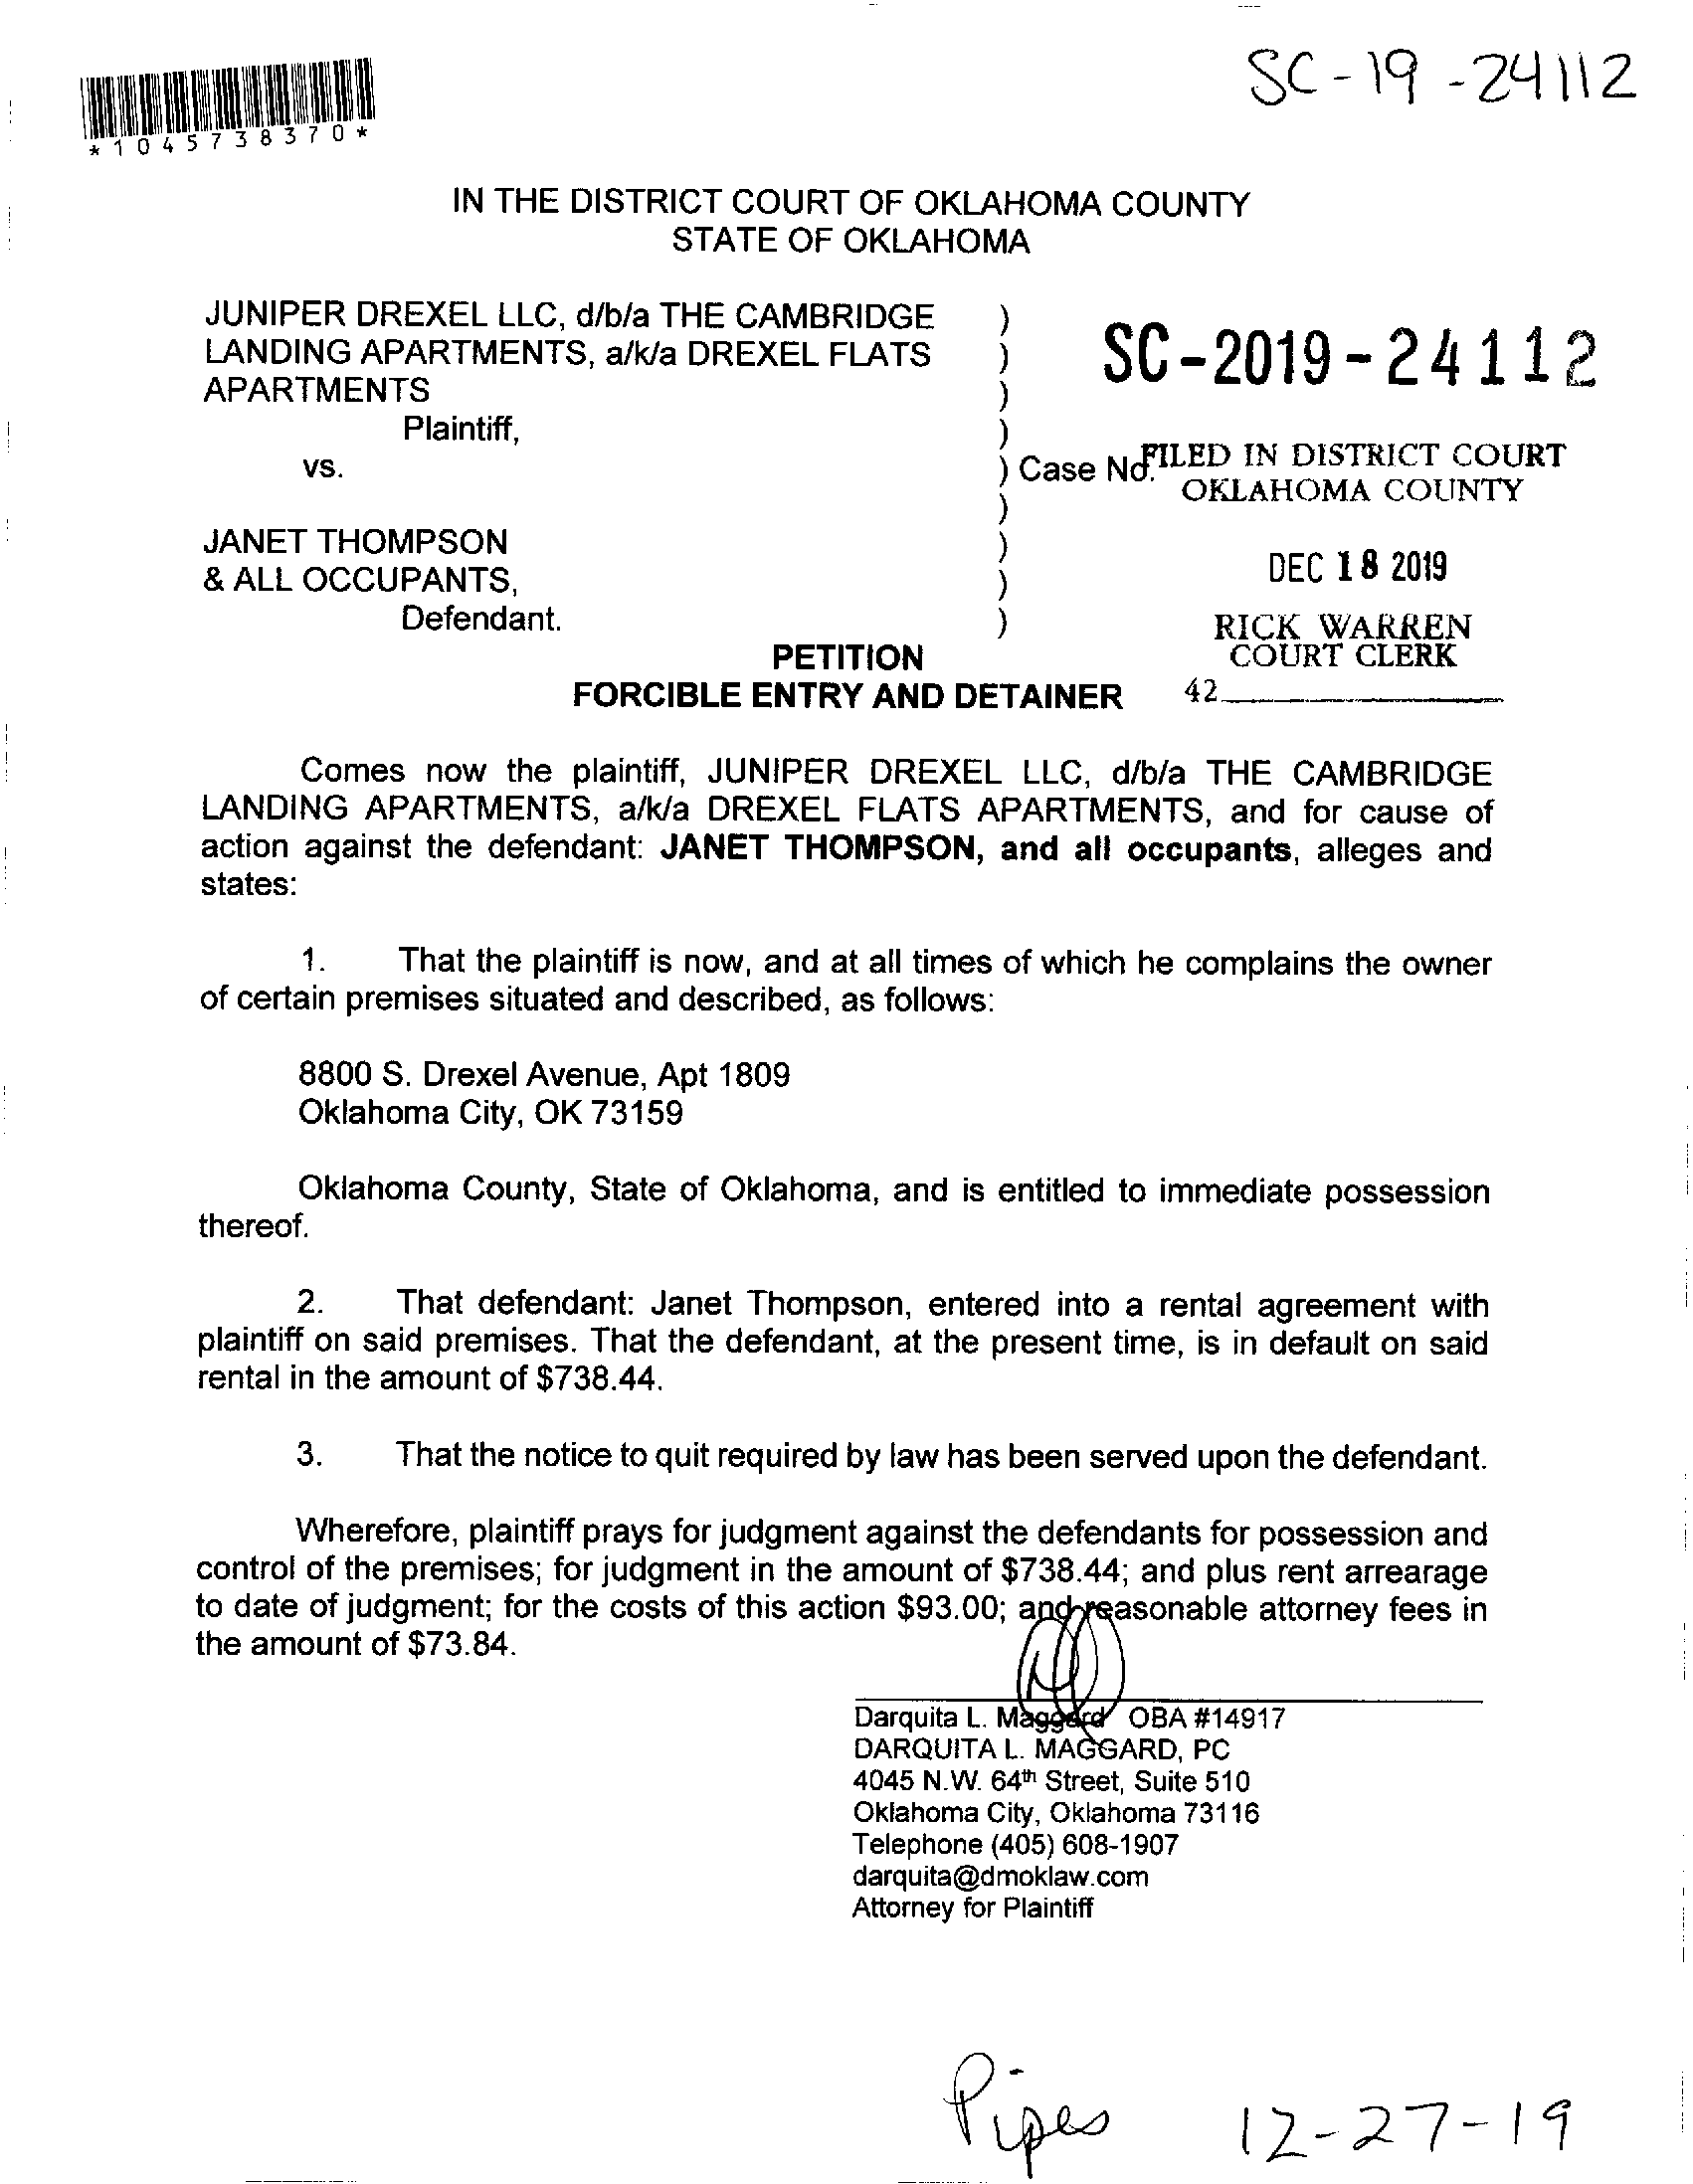 SC-19-24112
*1045738370*
IN THE DISTRICT COURT OF OKLAHOMA COUNTY
STATE OF OKLAHOMA
JUNIPER DREXEL LLC, d/b/a THE CAMBRIDGE )
LANDING APARTMENTS, a/k/a DREXEL FLATS )
APARTMENTS )
Plaintiff, )
vs. ) Case No.
)
JANET THOMPSON )
& ALL OCCUPANTS, )
Defendant. )
SC-2019-24112
FILED IN DISTRICT COURT
OKLAHOMA COUNTY
DEC 18 2019
RICK WARREN
COURT CLERK
42
PETITION
FORCIBLE ENTRY AND DETAINER
Comes now the plaintiff, JUNIPER DREXEL LLC, d/b/a THE CAMBRIDGE
LANDING APARTMENTS, a/k/a DREXEL FLATS APARTMENTS, and for cause of
action against the defendant: JANET THOMPSON, and all occupants, alleges and
states:
1. That the plaintiff is now, and at all times of which he complains the owner
of certain premises situated and described, as follows:
8800 S. Drexel Avenue, Apt 1809
Oklahoma City, OK 73159
Oklahoma County, State of Oklahoma, and is entitled to immediate possession
thereof.
2. That defendant: Janet Thompson, entered into a rental agreement with
plaintiff on said premises. That the defendant, at the present time, is in default on said
rental in the amount of $738.44.
3. That the notice to quit required by law has been served upon the defendant.
Wherefore, plaintiff prays for judgment against the defendants for possession and
control of the premises; for judgment in the amount of $738.44; and plus rent arrearage
to date of judgment; for the costs of this action $93.00; and reasonable attorney fees in
the amount of $73.84.
Darquita L. Maggard OBA #14917
DARQUITA L. MAGGARD, PC
4045 N.W. 64th Street, Suite 510
Oklahoma City, Oklahoma 73116
Telephone (405) 608-1907
darquita@dmoklaw.com
Attorney for Plaintiff
Pipes 12-27-19